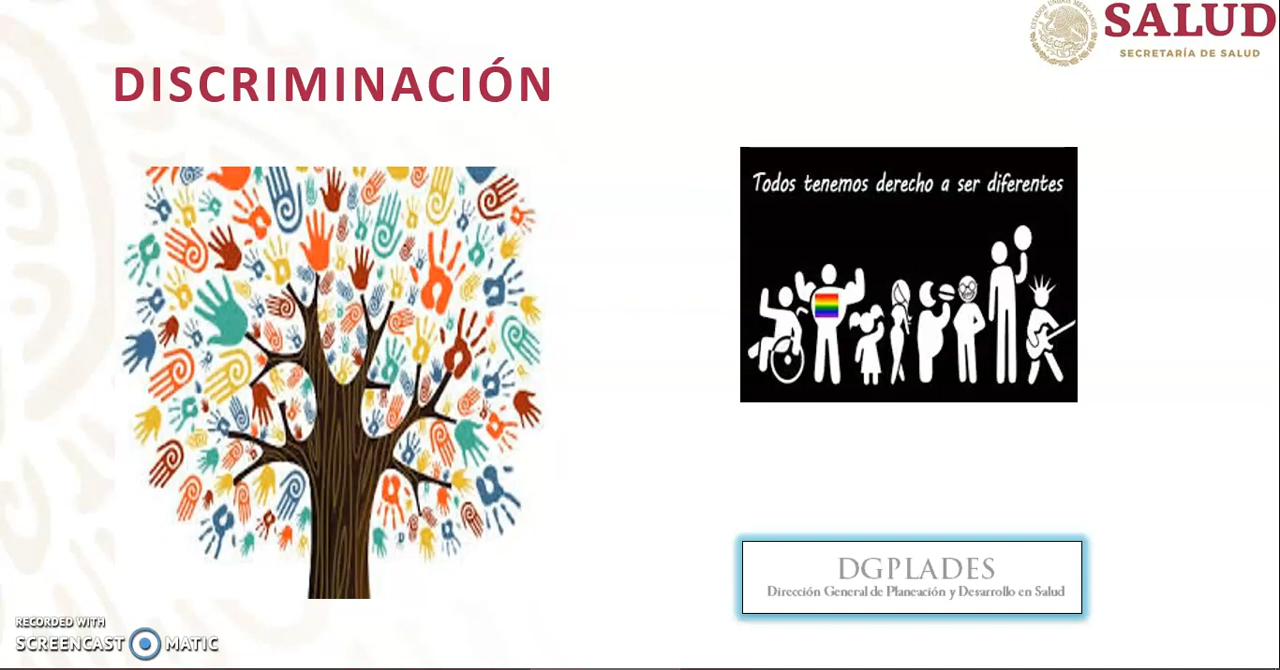 SALUD
SECRETARÍA DE SALUD
DISCRIMINACIÓN
Todos tenemos derecho a ser diferentes
DGPLADES
Dirección General de Planeación y Desarrollo en Salud
RECORDED WITH
SCREENCAST MATIC